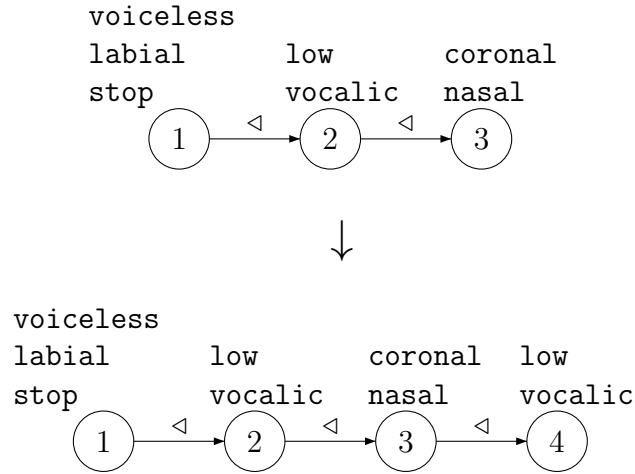 voiceless
labial low coronal
stop vocalic nasal
◁ ◁
1 2 3
↓
voiceless
labial low coronal low
stop vocalic nasal vocalic
◁ ◁ ◁
1 2 3 4